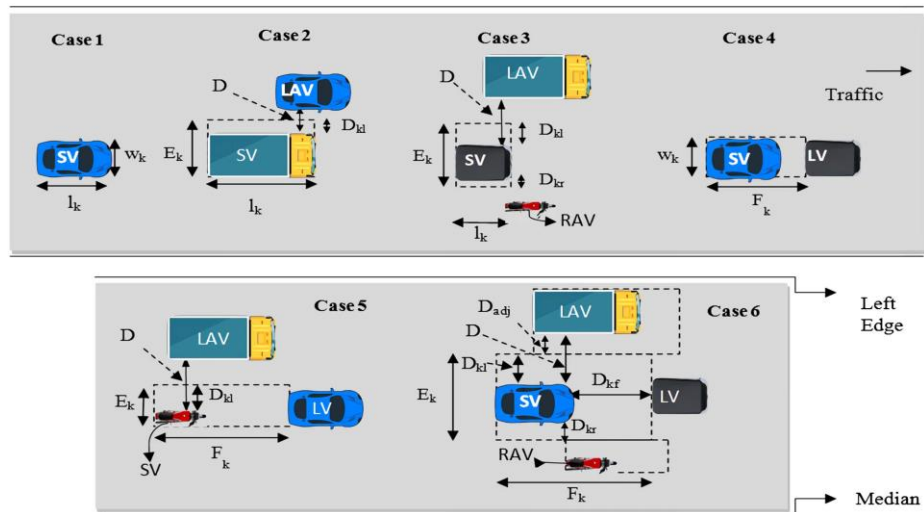 Case 1
Case 2
Case 3
Case 4
Traffic
SV
wₖ
lₖ
LAV
D
Dₖₗ
Eₖ
SV
lₖ
LAV
D
Dₖₗ
Eₖ
SV
Dₖᵣ
lₖ
RAV
wₖ
SV
LV
Fₖ
Case 5
Case 6
Left
Edge
LAV
D
Eₖ
Dₖₗ
LV
Fₖ
SV
D_adj
LAV
D
Dₖₗ
Eₖ
Dₖf
SV
LV
Dₖᵣ
RAV
Fₖ
Median